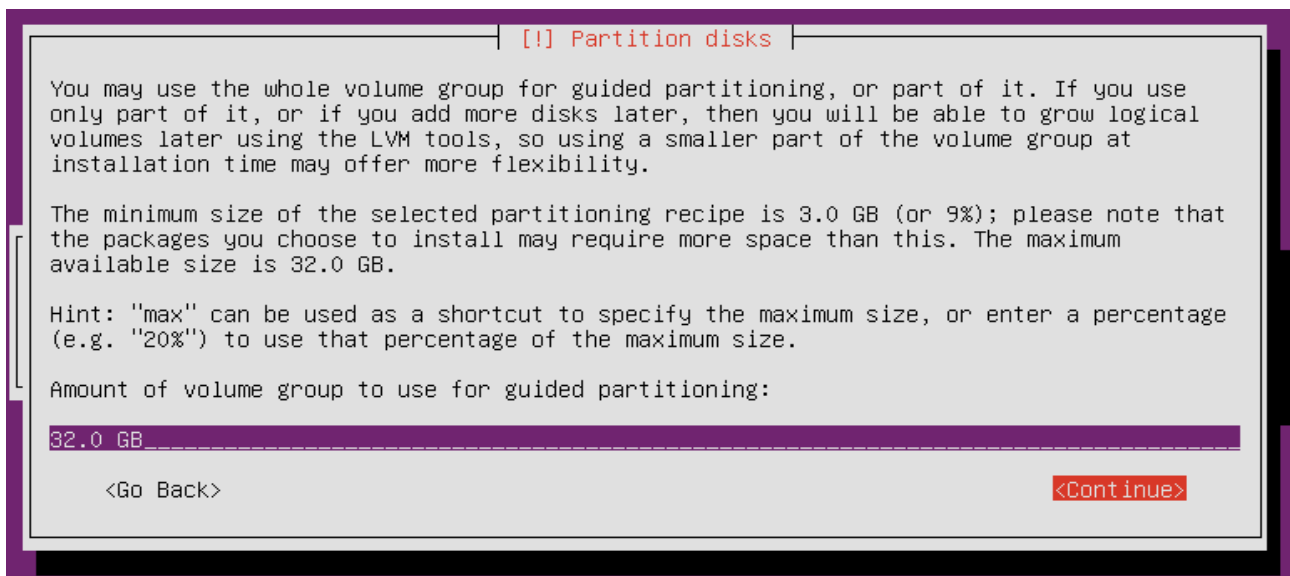 [!] Partition disks
You may use the whole volume group for guided partitioning, or part of it. If you use
only part of it, or if you add more disks later, then you will be able to grow logical
volumes later using the LVM tools, so using a smaller part of the volume group at
installation time may offer more flexibility.
The minimum size of the selected partitioning recipe is 3.0 GB (or 9%); please note that
the packages you choose to install may require more space than this. The maximum
available size is 32.0 GB.
Hint: "max" can be used as a shortcut to specify the maximum size, or enter a percentage
(e.g. "20%") to use that percentage of the maximum size.
Amount of volume group to use for guided partitioning:
32.0 GB
<Go Back> <Continue>